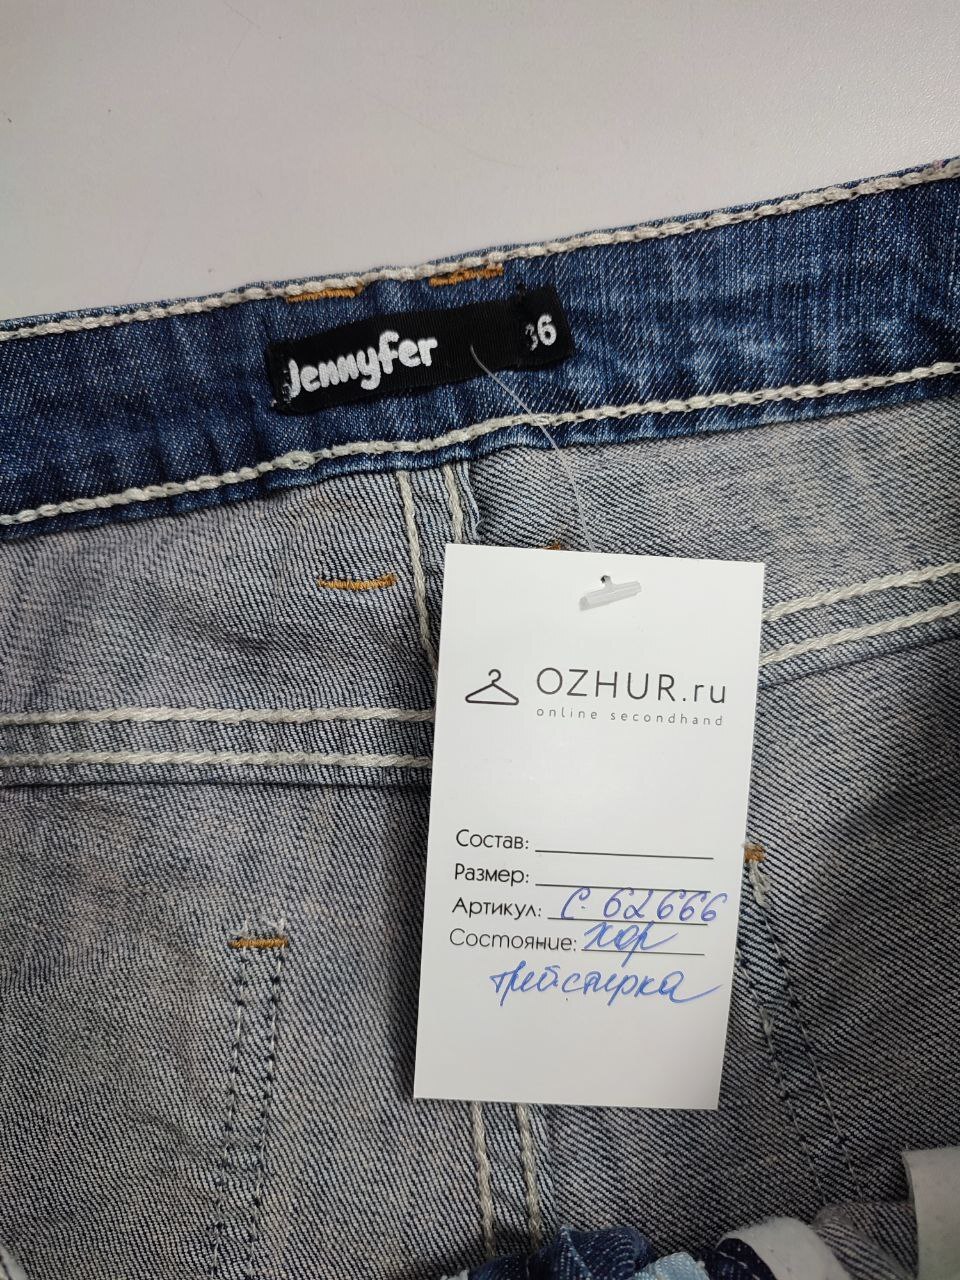 Jennyfer 36
OZHUR.ru
online secondhand
Состав:
Размер:
Артикул: С. 62666
Состояние: хор